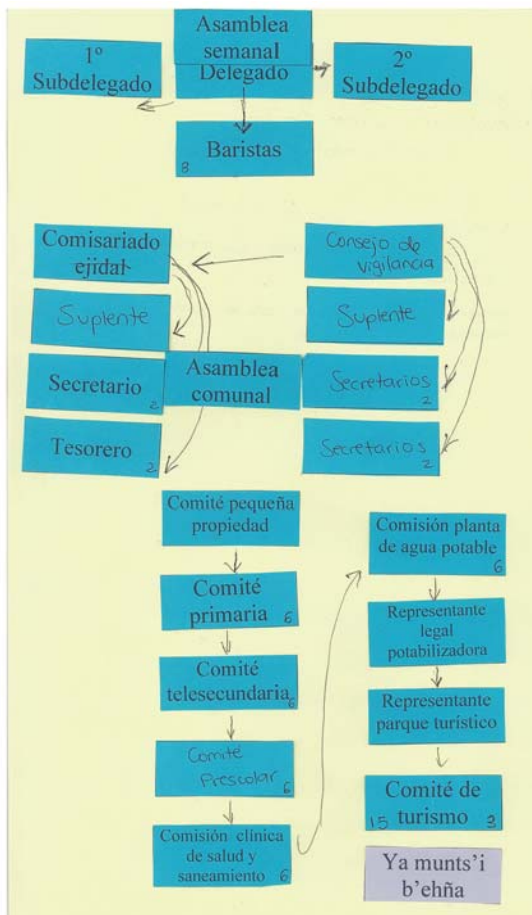 Asamblea
semanal
Delegado
1º
Subdelegado
2º
Subdelegado
Baristas
8
Comisariado
ejidal
Consejo de
vigilancia
Suplente
Suplente
Secretario
2
Asamblea
comunal
Secretarios
2
Tesorero
2
Secretarios
2
Comité pequeña
propiedad
Comité
primaria 6
Comité
telesecundaria 6
Comité
Prescolar
6
Comisión clínica
de salud y
saneamiento 6
Comisión planta
de agua potable
6
Representante
legal
potabilizadora
Representante
parque turístico
Comité de
15 turismo 3
Ya munts’i
b’ehña